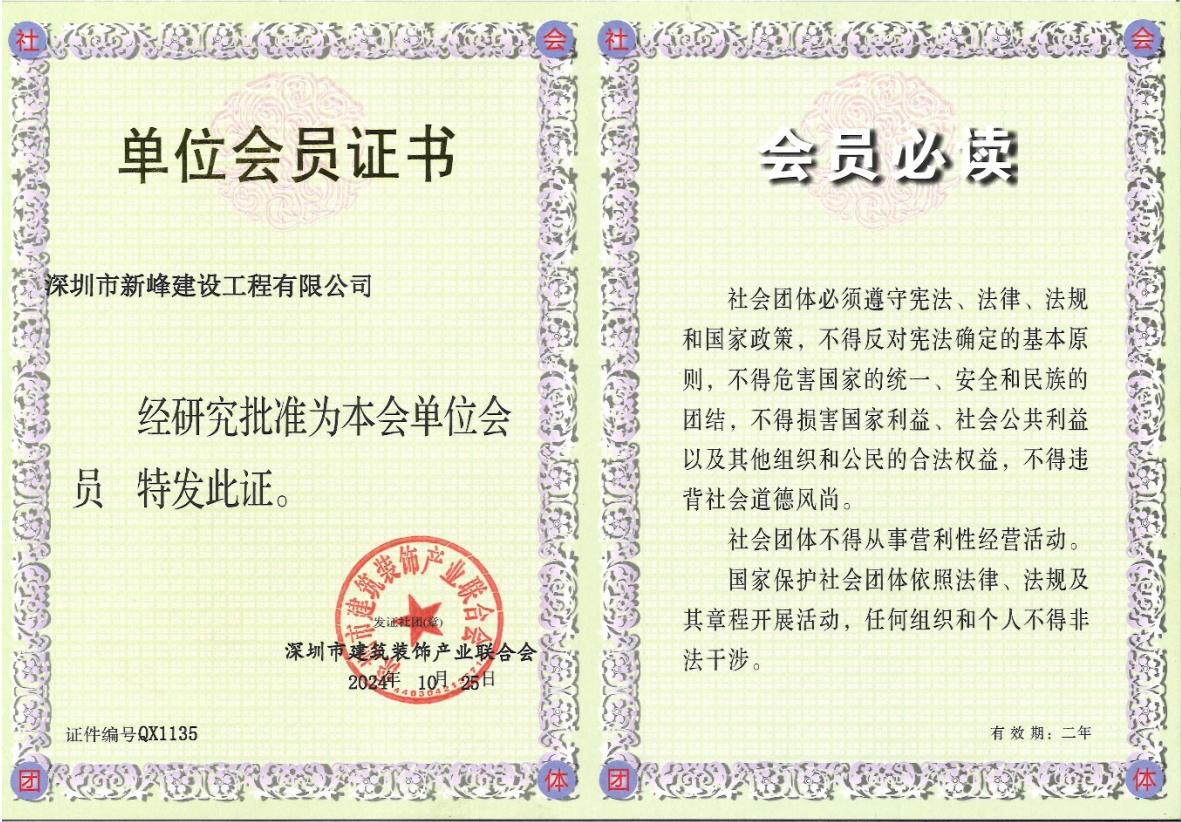 社
会
单位会员证书
深圳市新峰建设工程有限公司
经研究批准为本会单位会
员 特发此证。
市建筑装饰产业联合会
发证社团(章)
深圳市建筑装饰产业联合会
2024年 10月 25日
证件编号QX1135
团
体
社
会
会员必读
社会团体必须遵守宪法、法律、法规
和国家政策，不得反对宪法确定的基本原
则，不得危害国家的统一、安全和民族的
团结，不得损害国家利益、社会公共利益
以及其他组织和公民的合法权益，不得违
背社会道德风尚。
社会团体不得从事营利性经营活动。
国家保护社会团体依照法律、法规及
其章程开展活动，任何组织和个人不得非
法干涉。
有效期：二年
团
体